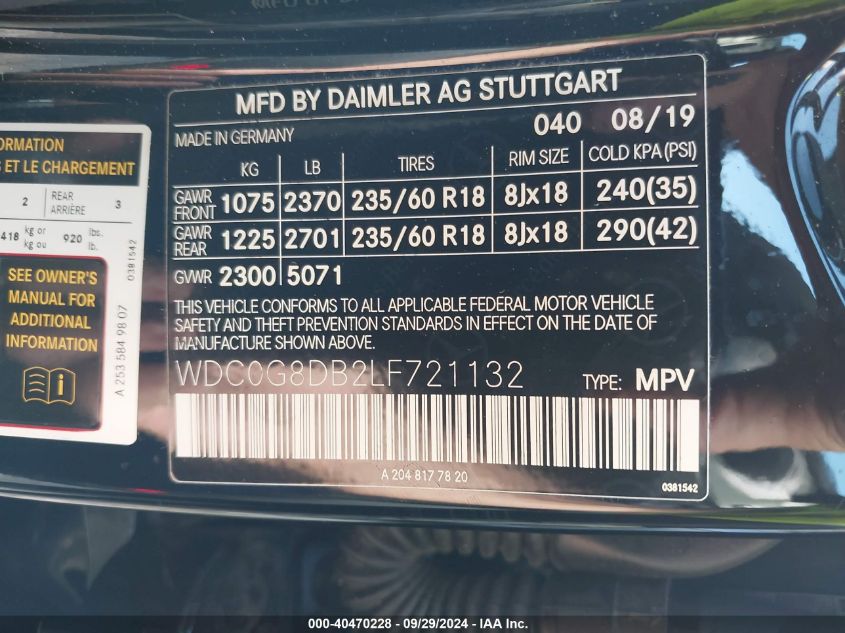 MFD BY DAIMLER AG STUTTGART
MADE IN GERMANY 040 08/19
KG LB TIRES RIM SIZE COLD KPA (PSI)
GAWR FRONT 1075 2370 235/60 R18 8Jx18 240(35)
GAWR REAR 1225 2701 235/60 R18 8Jx18 290(42)
GVWR 2300 5071
THIS VEHICLE CONFORMS TO ALL APPLICABLE FEDERAL MOTOR VEHICLE
SAFETY AND THEFT PREVENTION STANDARDS IN EFFECT ON THE DATE OF
MANUFACTURE SHOWN ABOVE.
WDC0G8DB2LF721132 TYPE: MPV
A 204 817 78 20
0381542
ET LE CHARGEMENT
2 REAR ARRIÈRE 3
418 kg or kg ou 920 lbs. lb.
0381542
SEE OWNER'S
MANUAL FOR
ADDITIONAL
INFORMATION
A 253 584 98 07
000-40470228 - 09/29/2024 - IAA Inc.